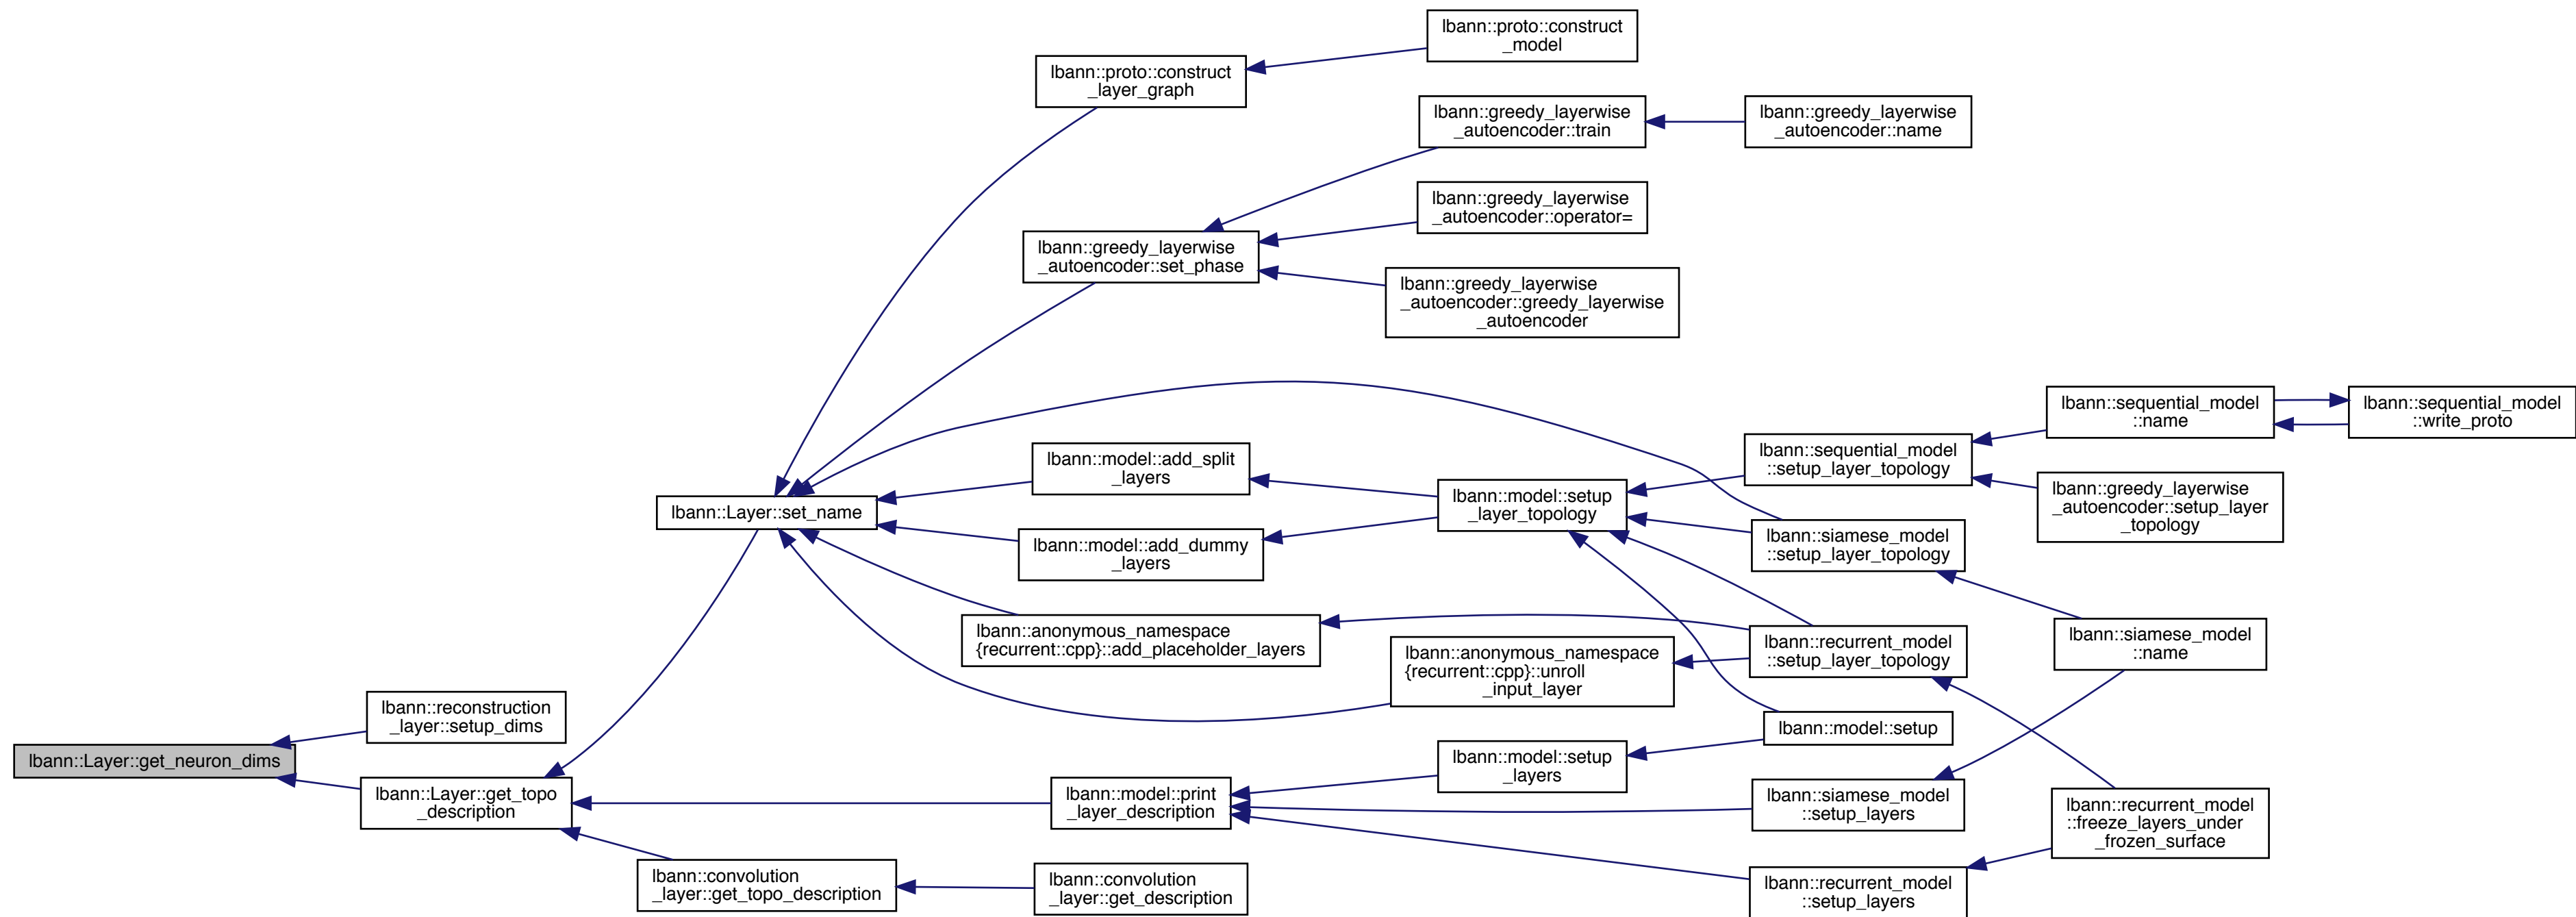 lbann::Layer::get_neuron_dims
lbann::reconstruction
_layer::setup_dims
lbann::Layer::get_topo
_description
lbann::Layer::set_name
lbann::convolution
_layer::get_topo_description
lbann::proto::construct
_layer_graph
lbann::greedy_layerwise
_autoencoder::set_phase
lbann::model::add_split
_layers
lbann::model::add_dummy
_layers
lbann::anonymous_namespace
{recurrent::cpp}::add_placeholder_layers
lbann::model::print
_layer_description
lbann::convolution
_layer::get_description
lbann::proto::construct
_model
lbann::greedy_layerwise
_autoencoder::train
lbann::greedy_layerwise
_autoencoder::operator=
lbann::greedy_layerwise
_autoencoder::greedy_layerwise
_autoencoder
lbann::model::setup
_layer_topology
lbann::anonymous_namespace
{recurrent::cpp}::unroll
_input_layer
lbann::model::setup
_layers
lbann::greedy_layerwise
_autoencoder::name
lbann::sequential_model
::setup_layer_topology
lbann::siamese_model
::setup_layer_topology
lbann::recurrent_model
::setup_layer_topology
lbann::model::setup
lbann::siamese_model
::setup_layers
lbann::recurrent_model
::setup_layers
lbann::sequential_model
::name
lbann::greedy_layerwise
_autoencoder::setup_layer
_topology
lbann::siamese_model
::name
lbann::recurrent_model
::freeze_layers_under
_frozen_surface
lbann::sequential_model
::write_proto